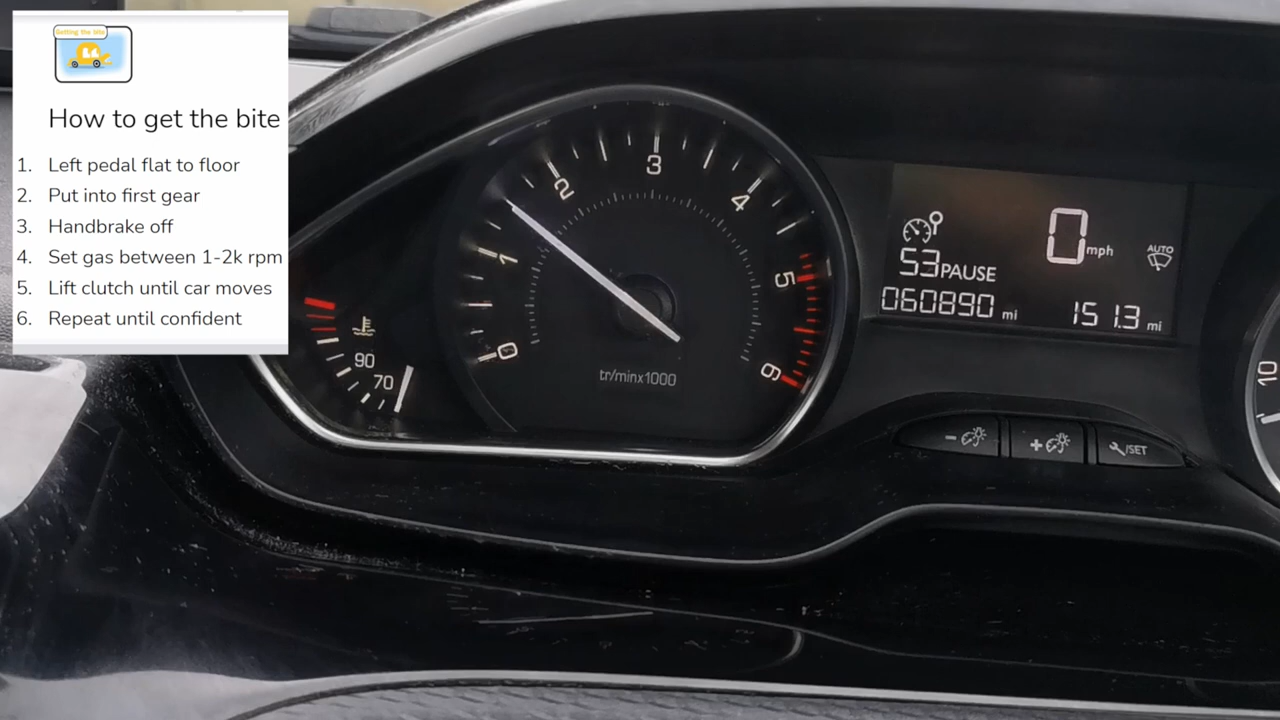 Getting the bite
How to get the bite
1. Left pedal flat to floor
2. Put into first gear
3. Handbrake off
4. Set gas between 1-2k rpm
5. Lift clutch until car moves
6. Repeat until confident
0
1
2
3
4
5
6
tr/minx1000
90
70
0 mph
AUTO
53 PAUSE
060890 mi
151.3 mi
/SET
10